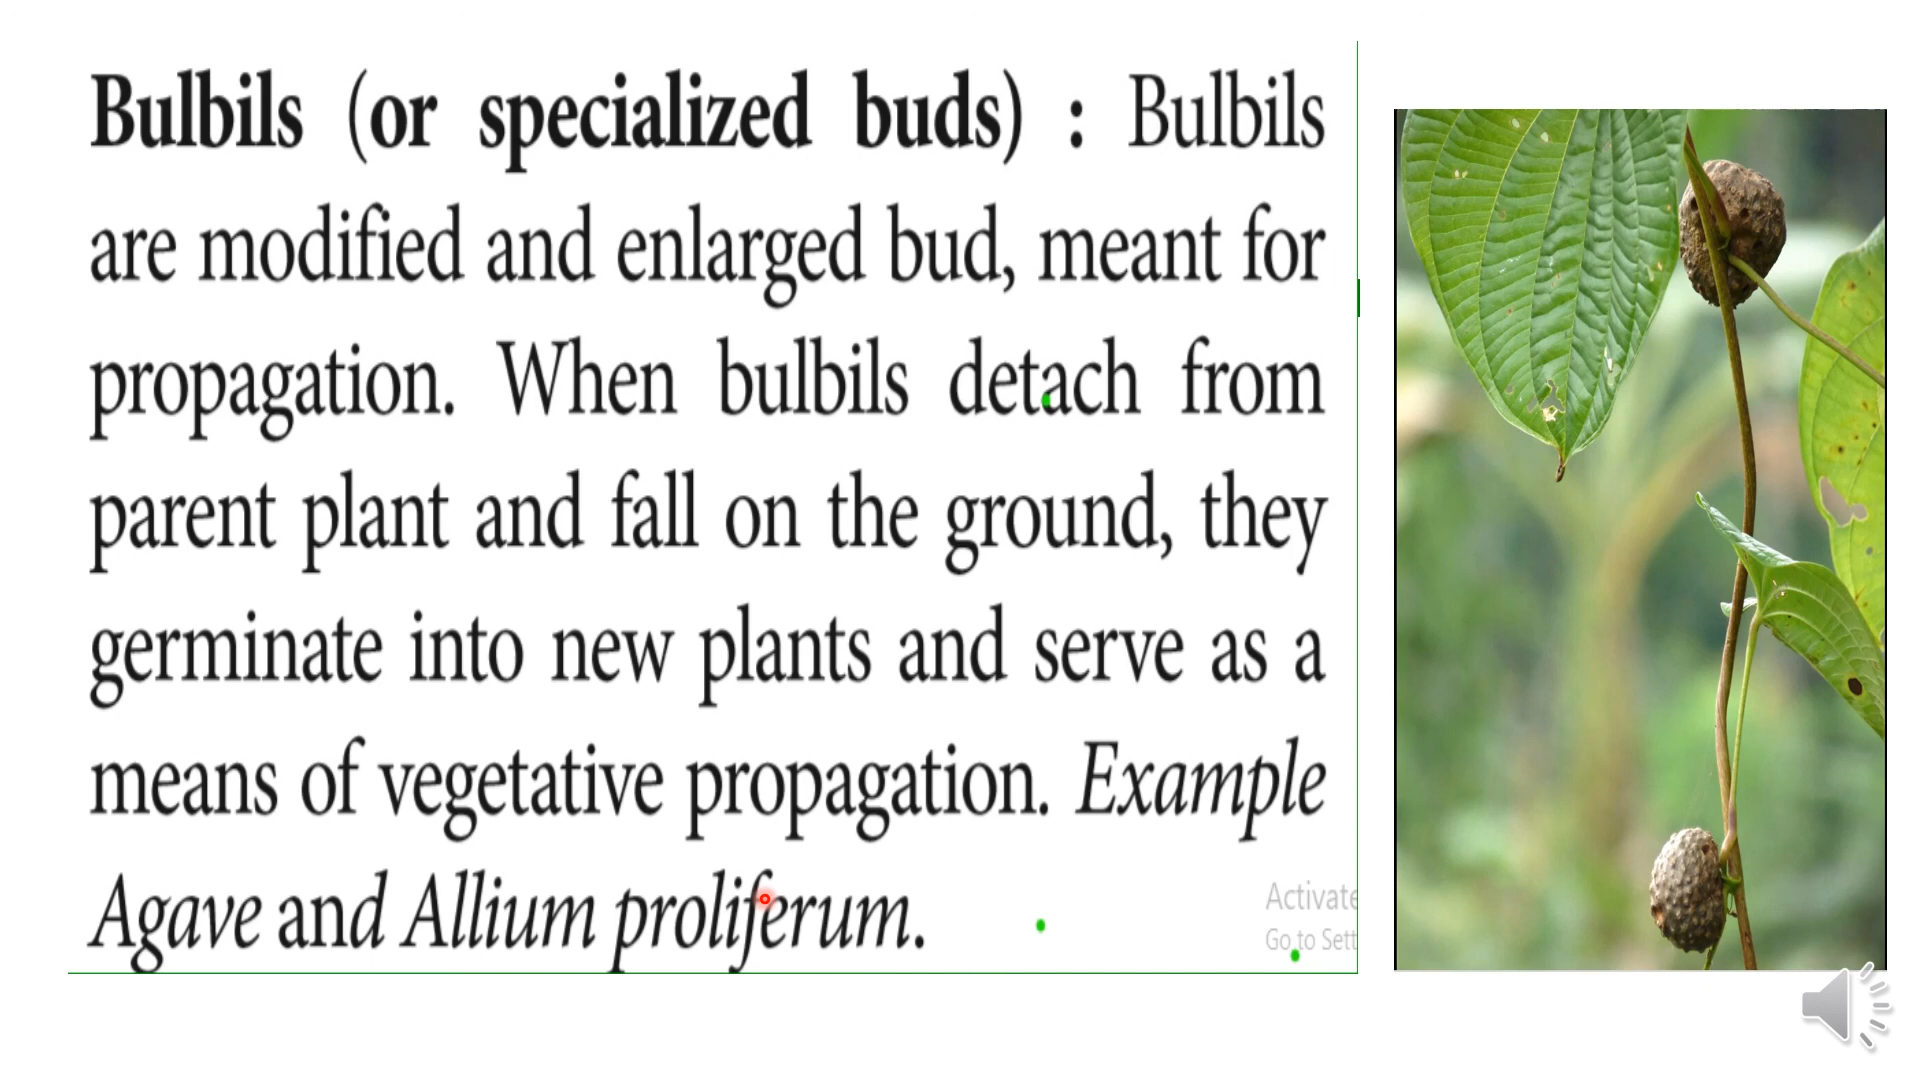 Bulbils (or specialized buds) : Bulbils
are modified and enlarged bud, meant for
propagation. When bulbils detach from
parent plant and fall on the ground, they
germinate into new plants and serve as a
means of vegetative propagation. Example
Agave and Allium proliferum.
Activate
Go to Sett